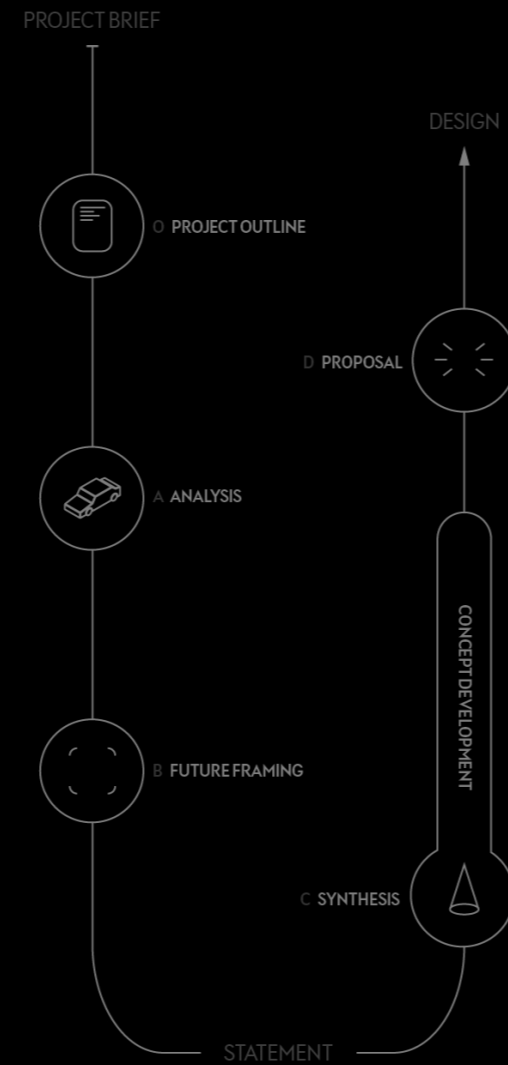 PROJECT BRIEF
O PROJECT OUTLINE
A ANALYSIS
B FUTURE FRAMING
STATEMENT
C SYNTHESIS
CONCEPT DEVELOPMENT
D PROPOSAL
DESIGN